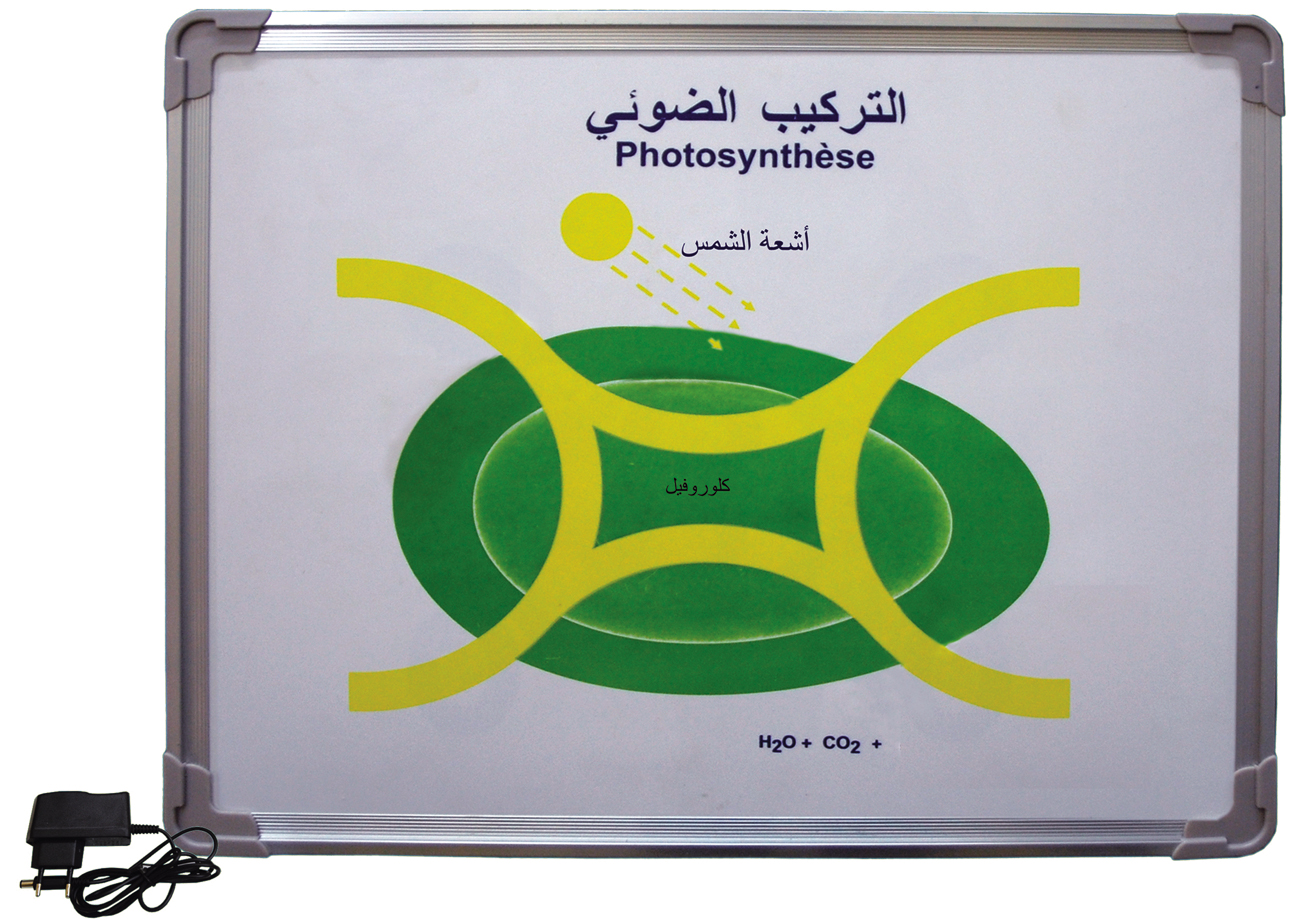 التركيب الضوئي
Photosynthèse
أشعة الشمس
كلوروفيل
H₂O + CO₂ +